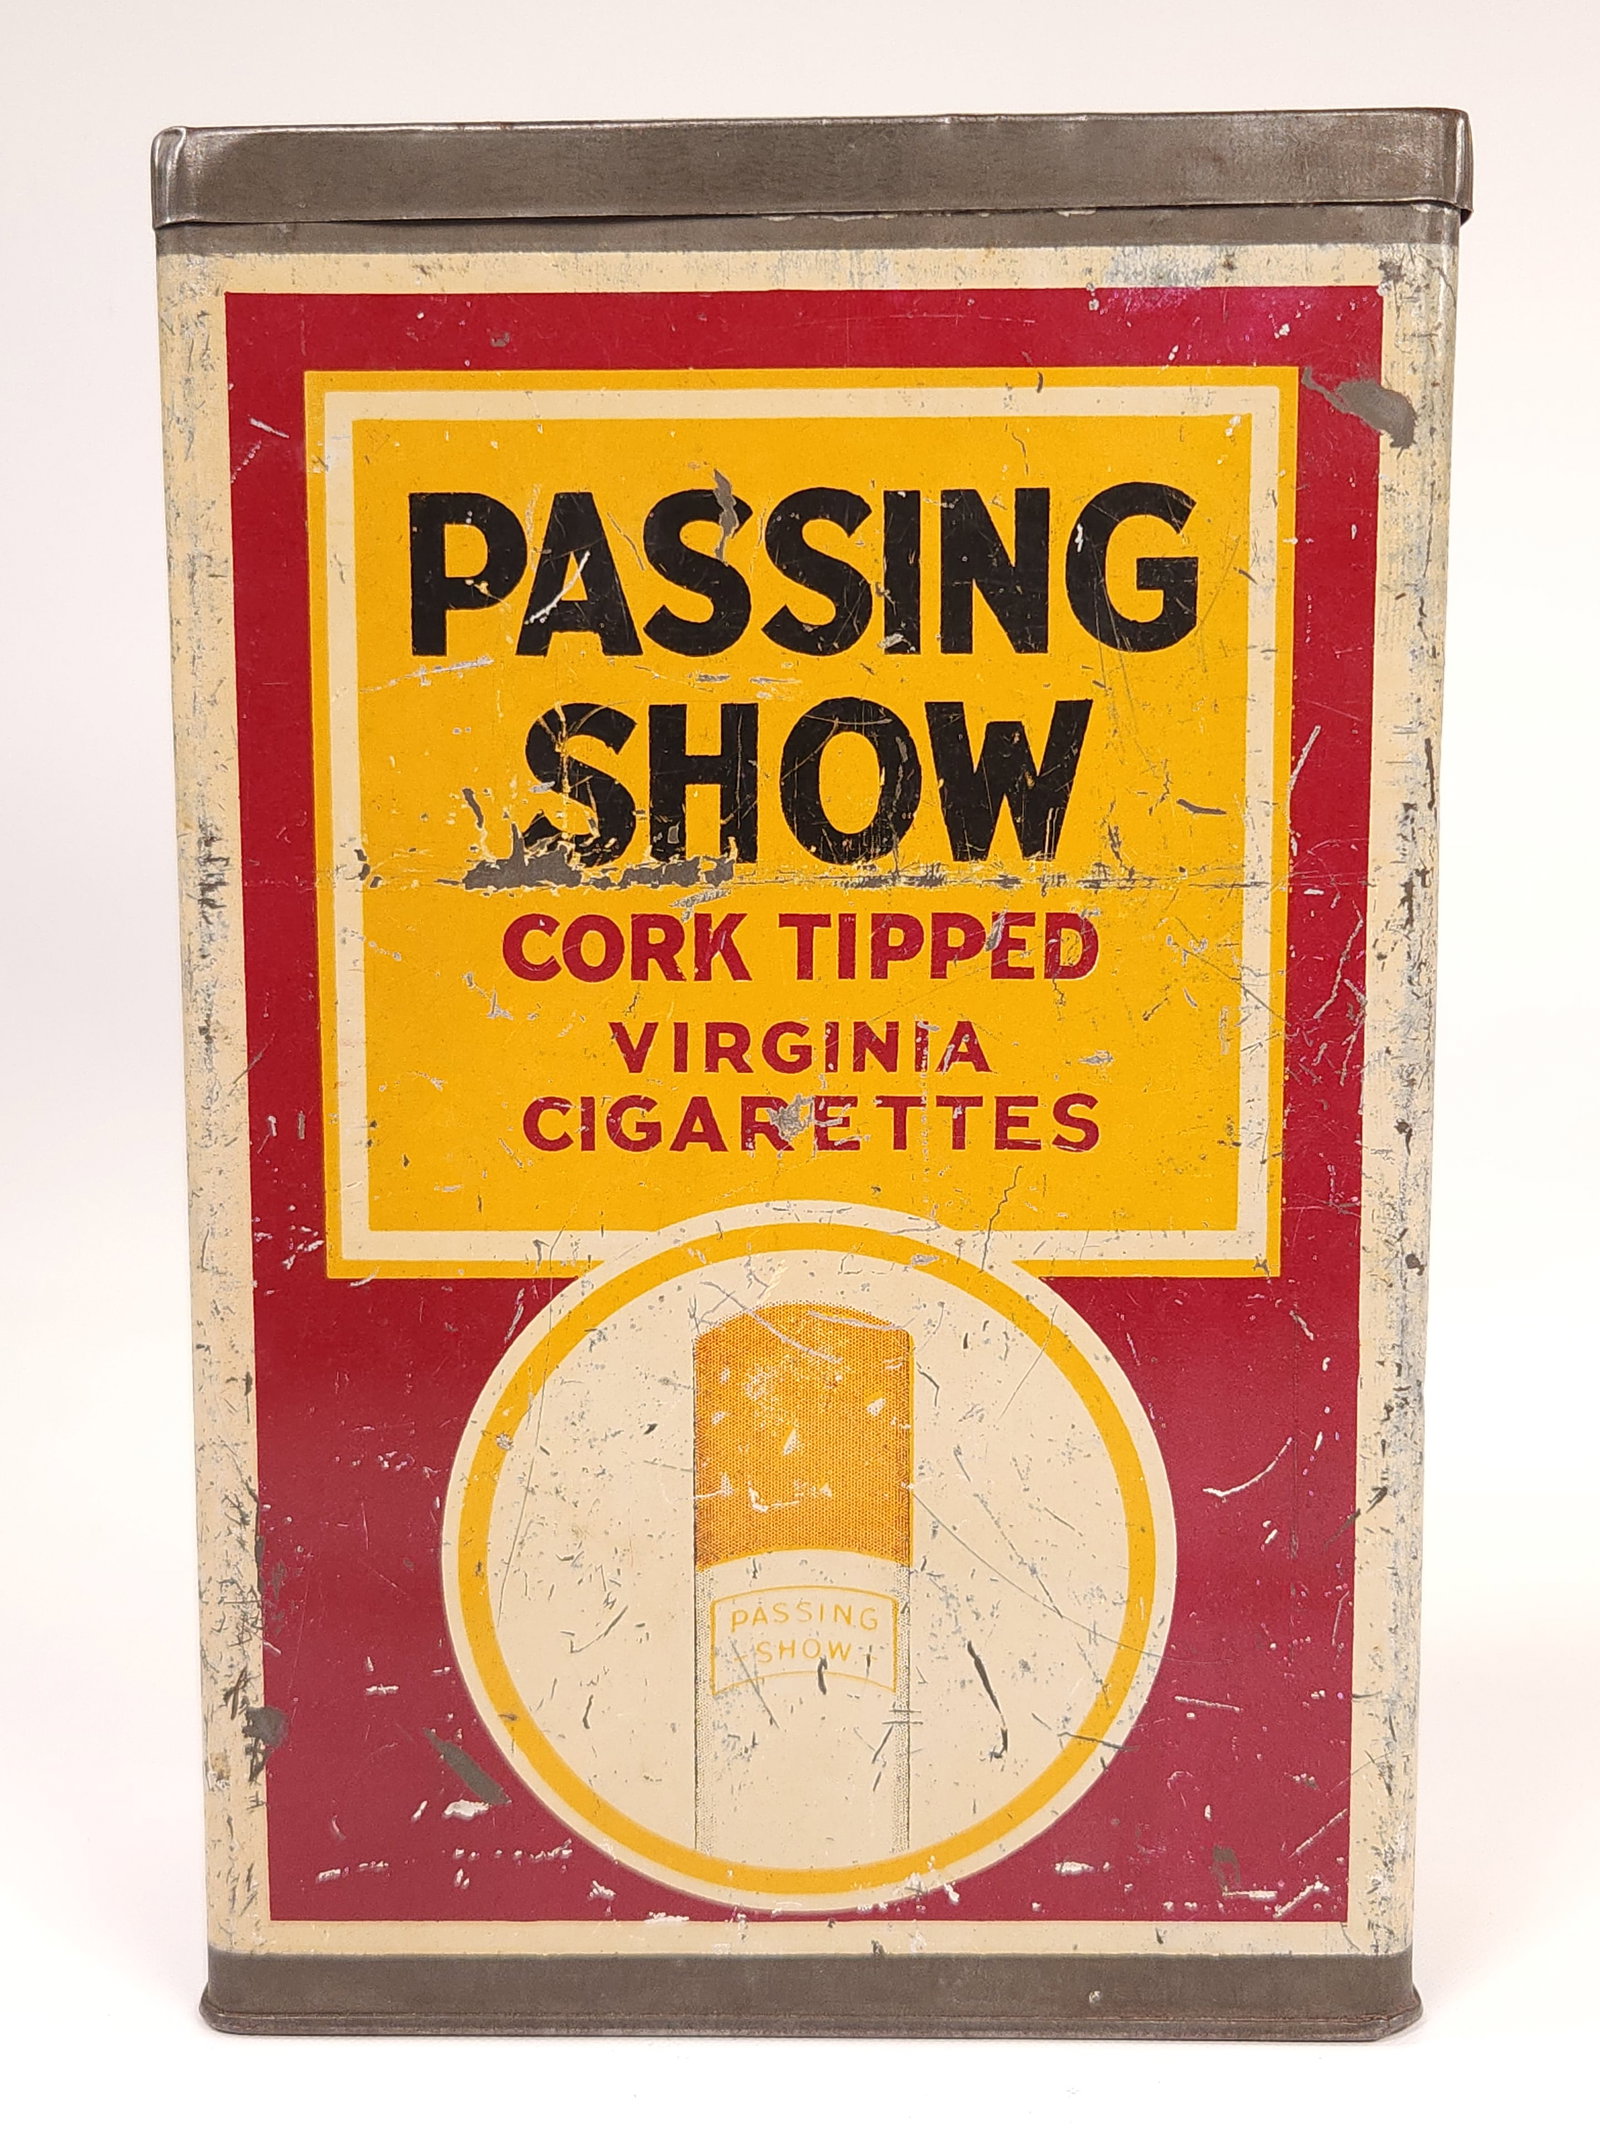 PASSING
SHOW
CORK TIPPED
VIRGINIA
CIGARETTES
PASSING
SHOW